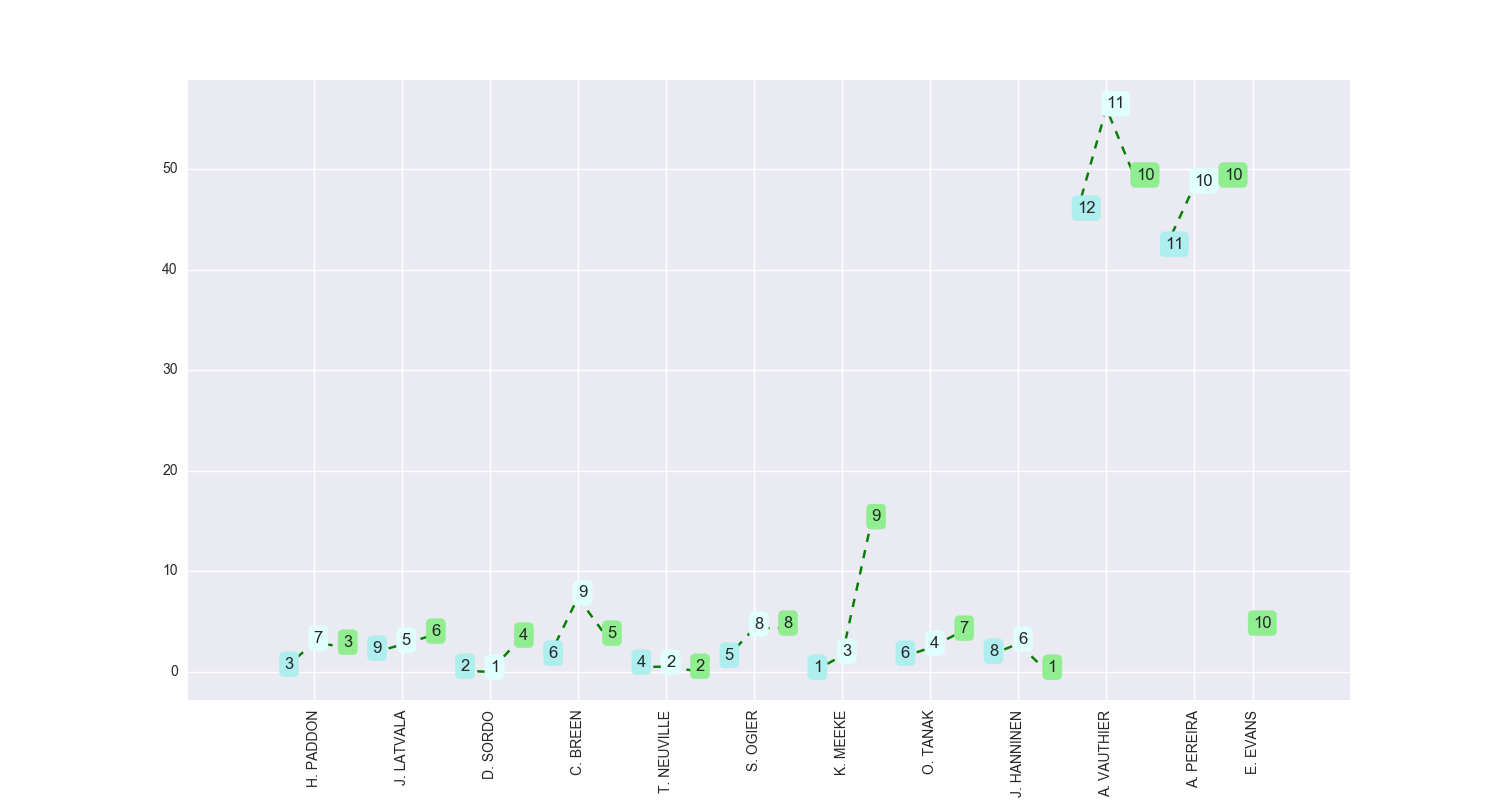 50
40
30
20
10
0
3 7 3
9 5 6
2 1 4
6 9 5
4 2 2
5 8 8
1 3 9
6 4 7
8 6 1
12 11 10
11 10 10
10
H. PADDON
J. LATVALA
D. SORDO
C. BREEN
T. NEUVILLE
S. OGIER
K. MEEKE
O. TANAK
J. HANNINEN
A. VAUTHIER
A. PEREIRA
E. EVANS